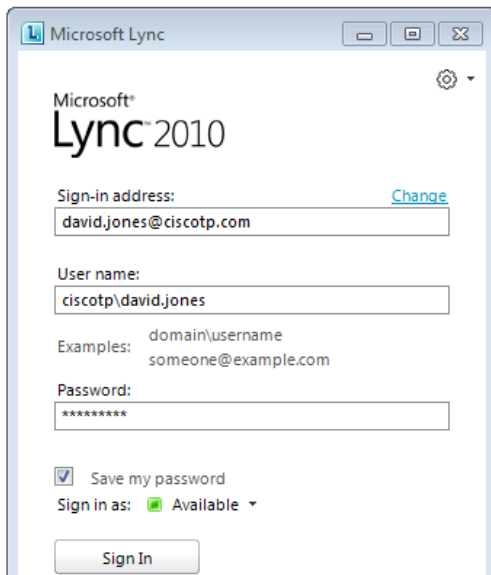 Microsoft Lync
Microsoft®
Lync™ 2010
Sign-in address: Change
david.jones@ciscotp.com
User name:
ciscotp\david.jones
Examples: domain\username
someone@example.com
Password:
*********
Save my password
Sign in as: Available
Sign In